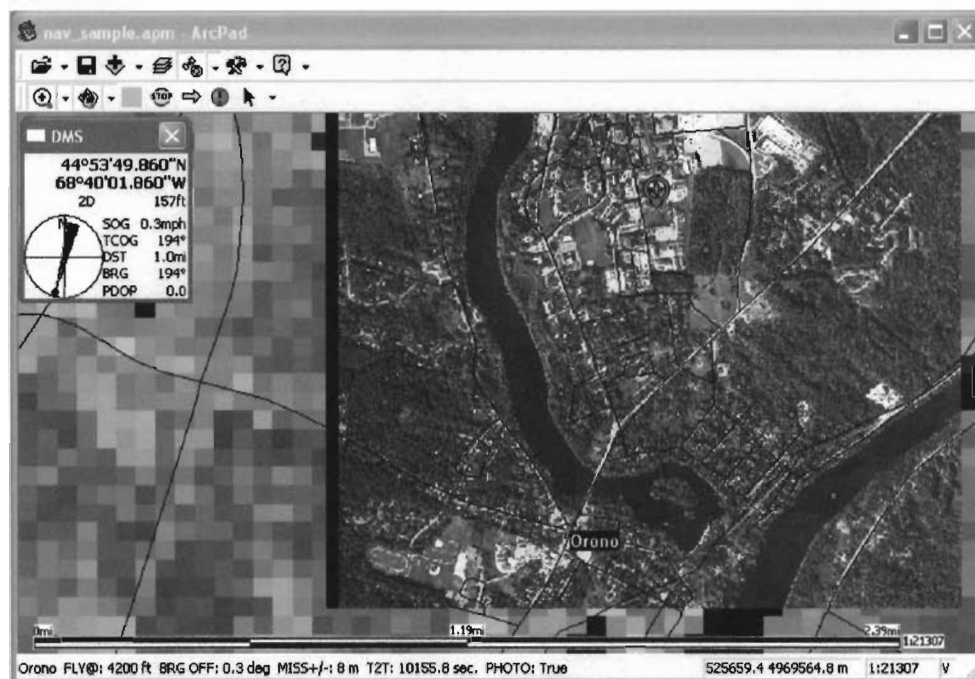 nav_sample.apm - ArcPad
STOP
DMS
44°53'49.860"N
68°40'01.860"W
2D 157ft
N
SOG 0.3mph
TCOG 194°
DST 1.0mi
BRG 194°
PDOP 0.0
Orono
0mi 1.19mi 2.39mi 1:21307
Orono FLY@: 4200 ft BRG OFF: 0.3 deg MISS+/-: 8 m T2T: 10155.8 sec. PHOTO: True 525659.4 4969564.8 m 1:21307 V